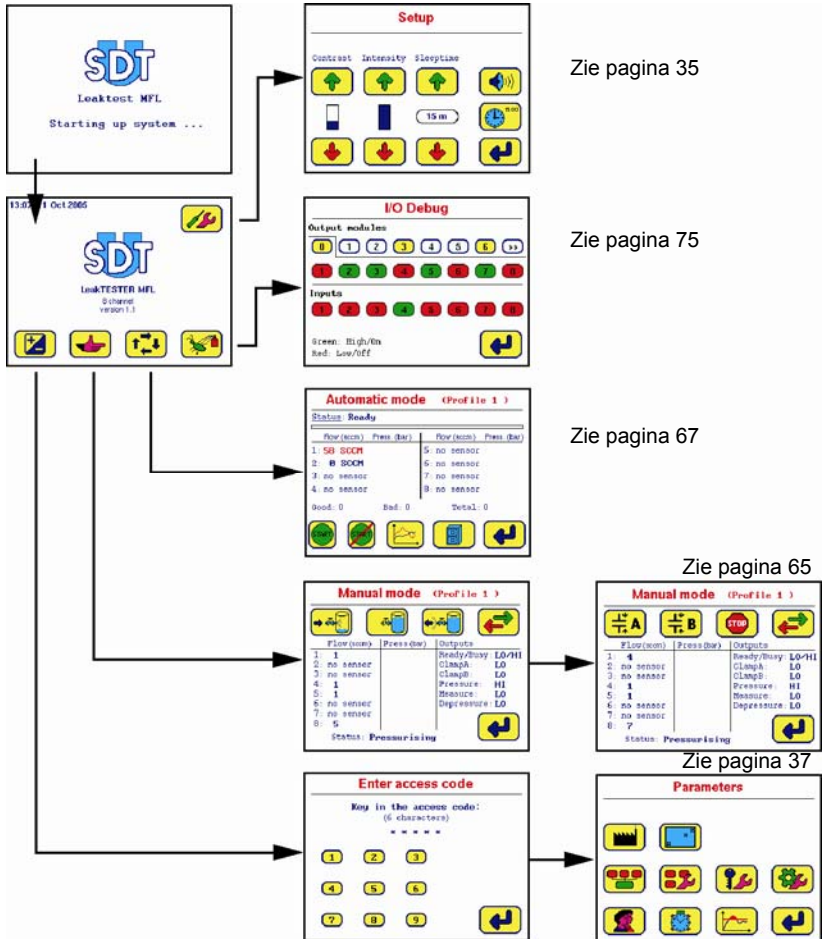 SDT
Leaktest MFL
Starting up system ...
Setup
Contrast Intensity Sleeptime
15 m
Zie pagina 35
1 Oct 2005
SDT
LeakTESTER MFL
8 channel
version 1.1
I/O Debug
Output modules
0 1 2 3 4 5 6 >>
1 2 3 4 5 6 7 8
Inputs
1 2 3 4 5 6 7 8
Green: High/On
Red: Low/Off
Zie pagina 75
Automatic mode (Profile 1 )
Status: Ready
Flow (sccm) Press (bar) Flow (sccm) Press (bar)
1: 58 SCCM 5: no sensor
2: 0 SCCM 6: no sensor
3: no sensor 7: no sensor
4: no sensor 8: no sensor
Good: 0 Bad: 0 Total: 0
START START
Zie pagina 67
Zie pagina 65
Manual mode (Profile 1 )
Flow(sccm) Press(bar) Outputs
1: 1 Ready/Busy: LO/HI
2: no sensor ClampA: LO
3: no sensor ClampB: LO
4: 1 Pressure: HI
5: 1 Measure: LO
6: no sensor Depressure: LO
7: no sensor
8: 5
Status: Pressurising
Manual mode (Profile 1 )
A B STOP
Flow(sccm) Press(bar) Outputs
1: 4 Ready/Busy: LO/HI
2: no sensor ClampA: LO
3: no sensor ClampB: LO
4: 1 Pressure: HI
5: 1 Measure: LO
6: no sensor Depressure: LO
7: no sensor
8: 7
Status: Pressurising
Zie pagina 37
Enter access code
Key in the access code:
(6 characters)
* * * * *
1 2 3
4 5 6
7 8 9
Parameters